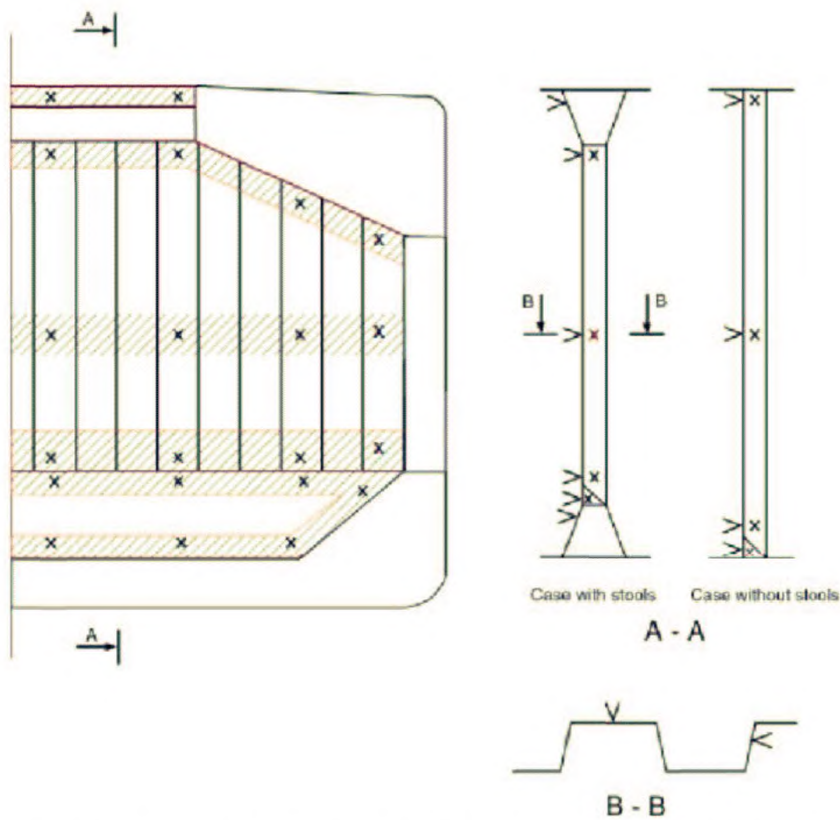 A
B
B
Case with stools
Case without stools
A - A
A
B - B